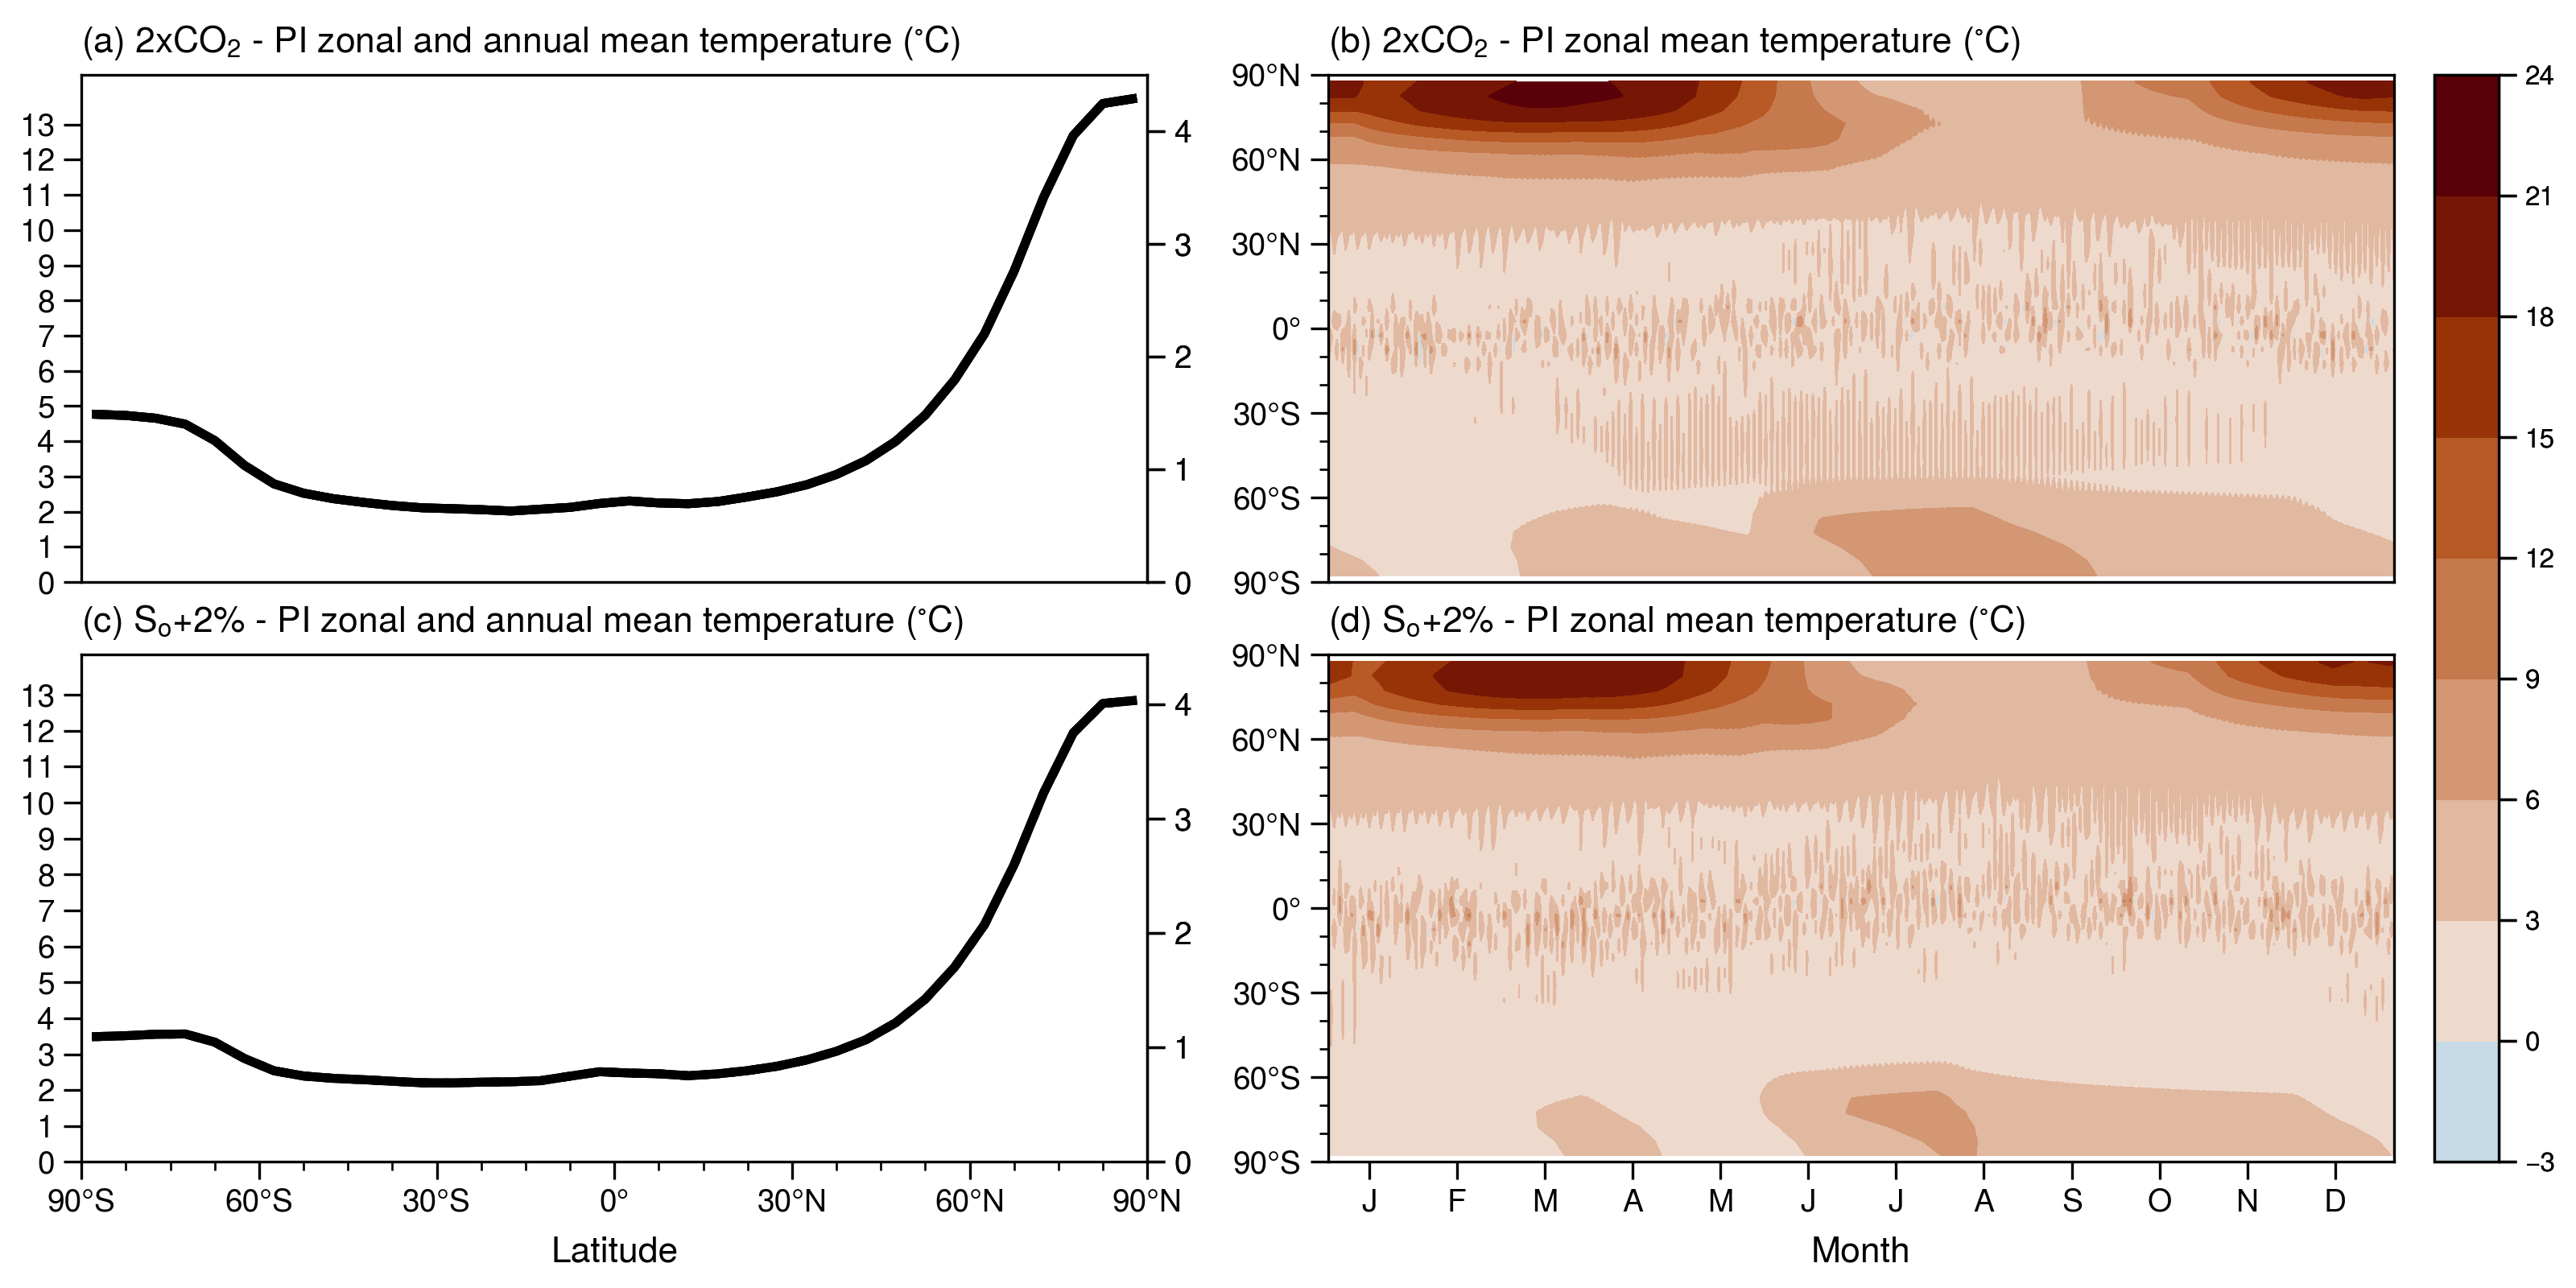 (a) 2xCO₂ - PI zonal and annual mean temperature (°C)
13
12
11
10
9
8
7
6
5
4
3
2
1
0
4
3
2
1
0
(b) 2xCO₂ - PI zonal mean temperature (°C)
90°N
60°N
30°N
0°
30°S
60°S
90°S
(c) Sₒ+2% - PI zonal and annual mean temperature (°C)
13
12
11
10
9
8
7
6
5
4
3
2
1
0
4
3
2
1
0
90°S 60°S 30°S 0° 30°N 60°N 90°N
Latitude
(d) Sₒ+2% - PI zonal mean temperature (°C)
90°N
60°N
30°N
0°
30°S
60°S
90°S
J F M A M J J A S O N D
Month
24
21
18
15
12
9
6
3
0
−3